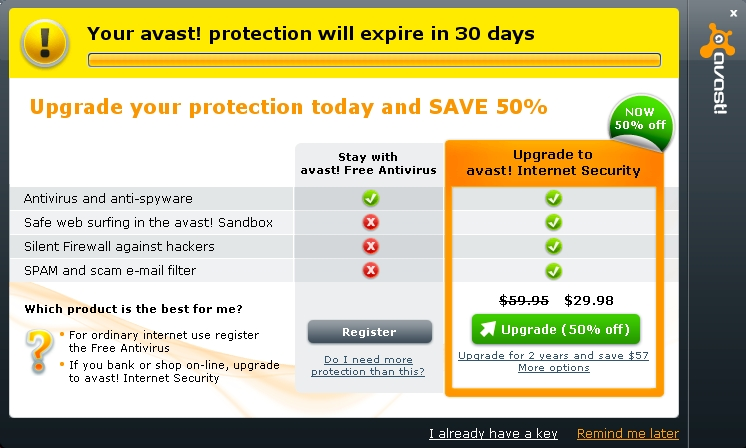 x
Your avast! protection will expire in 30 days
avast!
Upgrade your protection today and SAVE 50%
NOW
50% off
Stay with
avast! Free Antivirus
Upgrade to
avast! Internet Security
Antivirus and anti-spyware
Safe web surfing in the avast! Sandbox
Silent Firewall against hackers
SPAM and scam e-mail filter
Which product is the best for me?
• For ordinary internet use register
the Free Antivirus
• If you bank or shop on-line, upgrade
to avast! Internet Security
Register
Do I need more
protection than this?
$59.95 $29.98
Upgrade (50% off)
Upgrade for 2 years and save $57
More options
I already have a key Remind me later